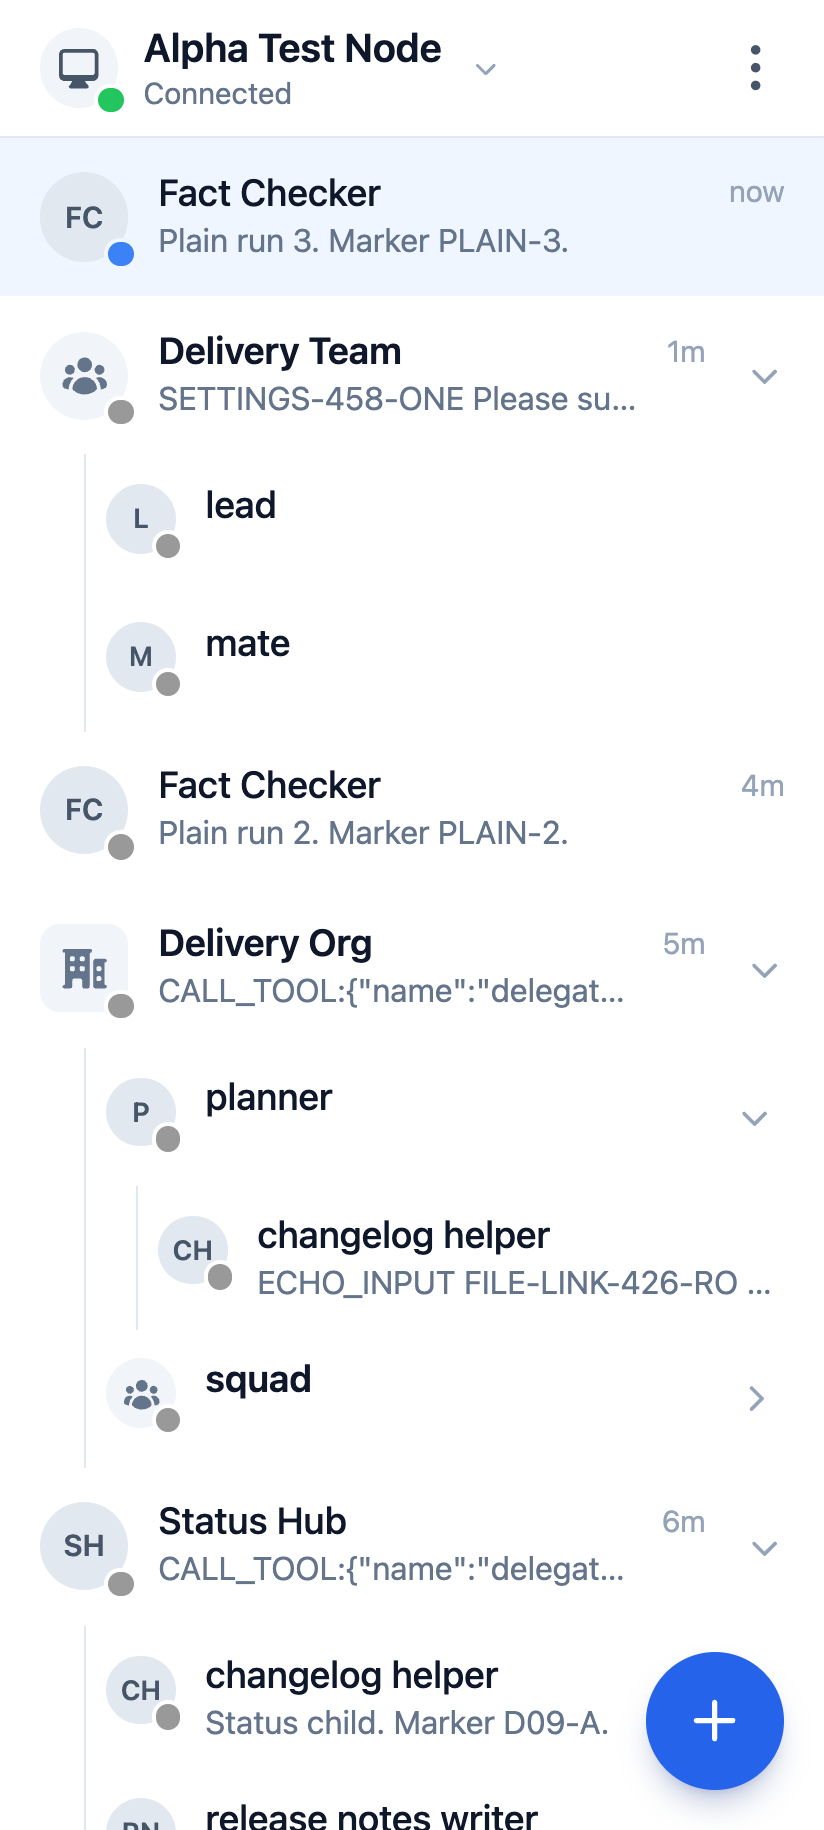 Alpha Test Node
Connected
FC
Fact Checker
now
Plain run 3. Marker PLAIN-3.
Delivery Team
1m
SETTINGS-458-ONE Please su...
L
lead
M
mate
FC
Fact Checker
4m
Plain run 2. Marker PLAIN-2.
Delivery Org
5m
CALL_TOOL:{"name":"delegat...
P
planner
CH
changelog helper
ECHO_INPUT FILE-LINK-426-RO ...
squad
SH
Status Hub
6m
CALL_TOOL:{"name":"delegat...
CH
changelog helper
Status child. Marker D09-A.
RN
release notes writer